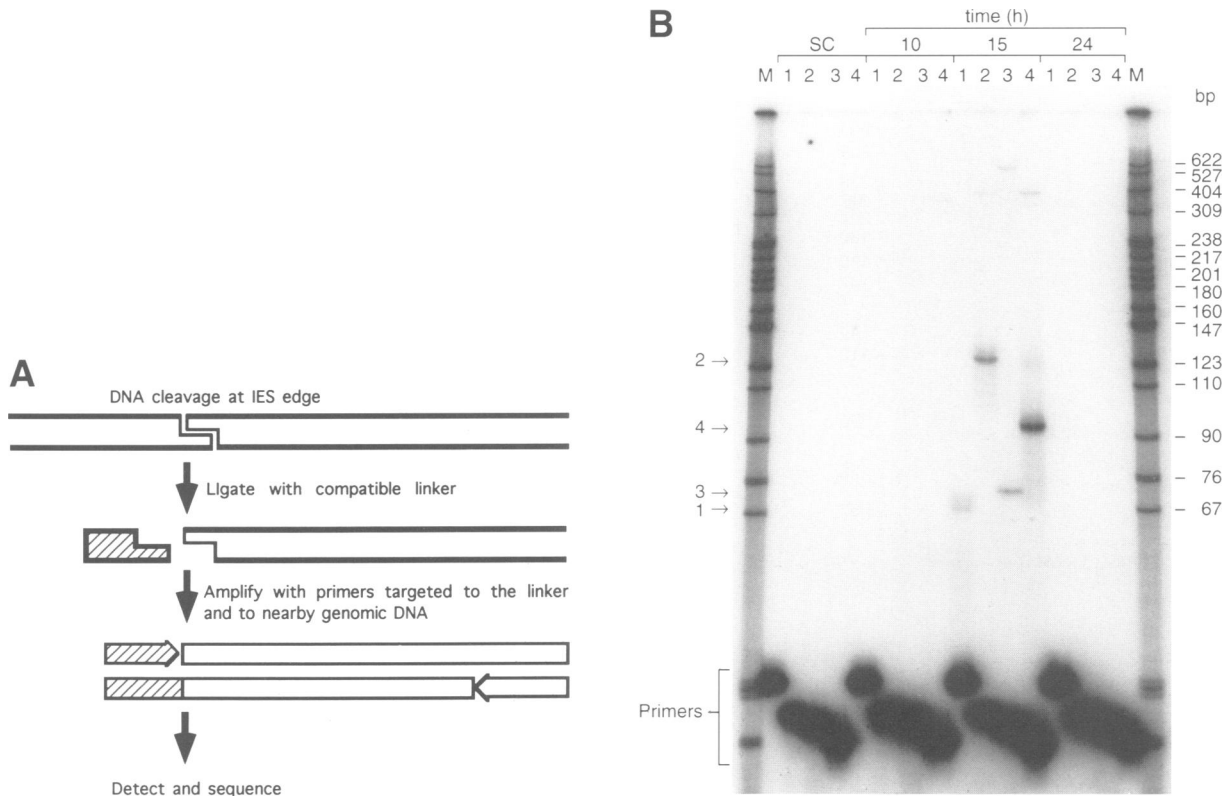 A
DNA cleavage at IES edge
LIgate with compatible linker
Amplify with primers targeted to the linker
and to nearby genomic DNA
Detect and sequence
B
time (h)
SC 10 15 24
M 1 2 3 4 1 2 3 4 1 2 3 4 1 2 3 4 M
bp
622
527
404
309
238
217
201
180
160
147
2 → 123
110
4 → 90
76
3 →
1 → 67
Primers